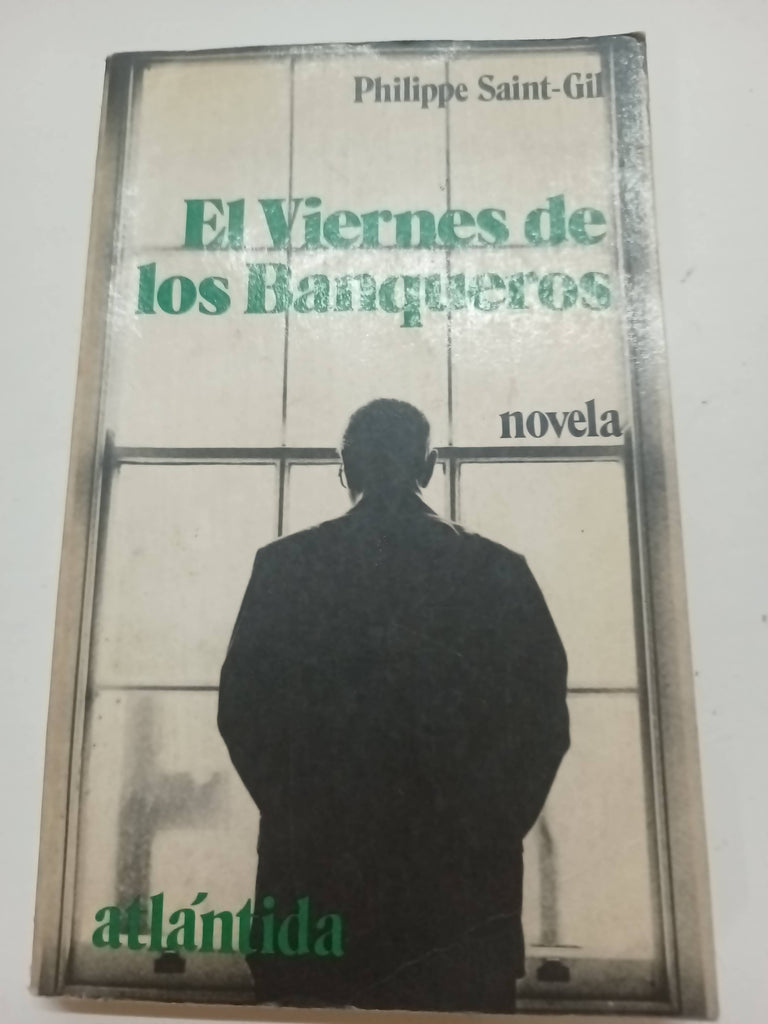 Philippe Saint-Gil
El Viernes de
los Banqueros
novela
atlántida